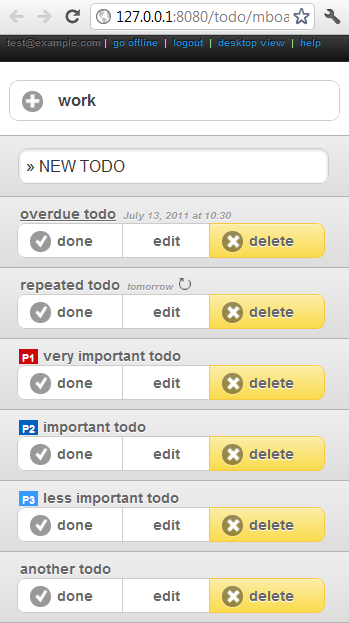 127.0.0.1:8080/todo/mboa
test@example.com | go offline | logout | desktop view | help
work
» NEW TODO
overdue todo July 13, 2011 at 10:30
done edit delete
repeated todo tomorrow
done edit delete
P1 very important todo
done edit delete
P2 important todo
done edit delete
P3 less important todo
done edit delete
another todo
done edit delete